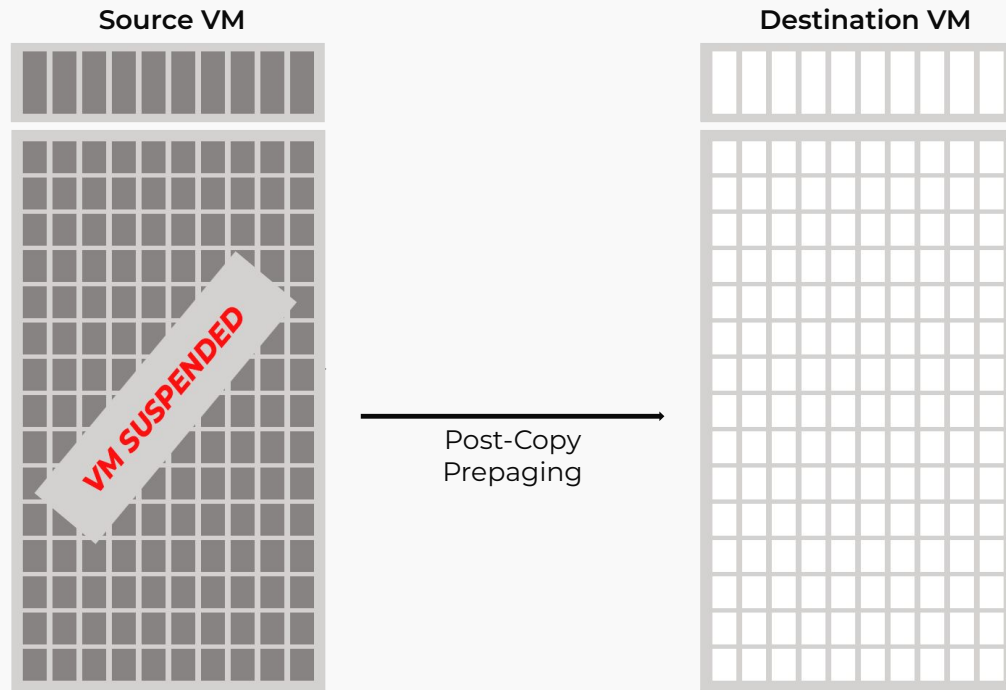 Source VM
Destination VM
VM SUSPENDED
Post-Copy
Prepaging